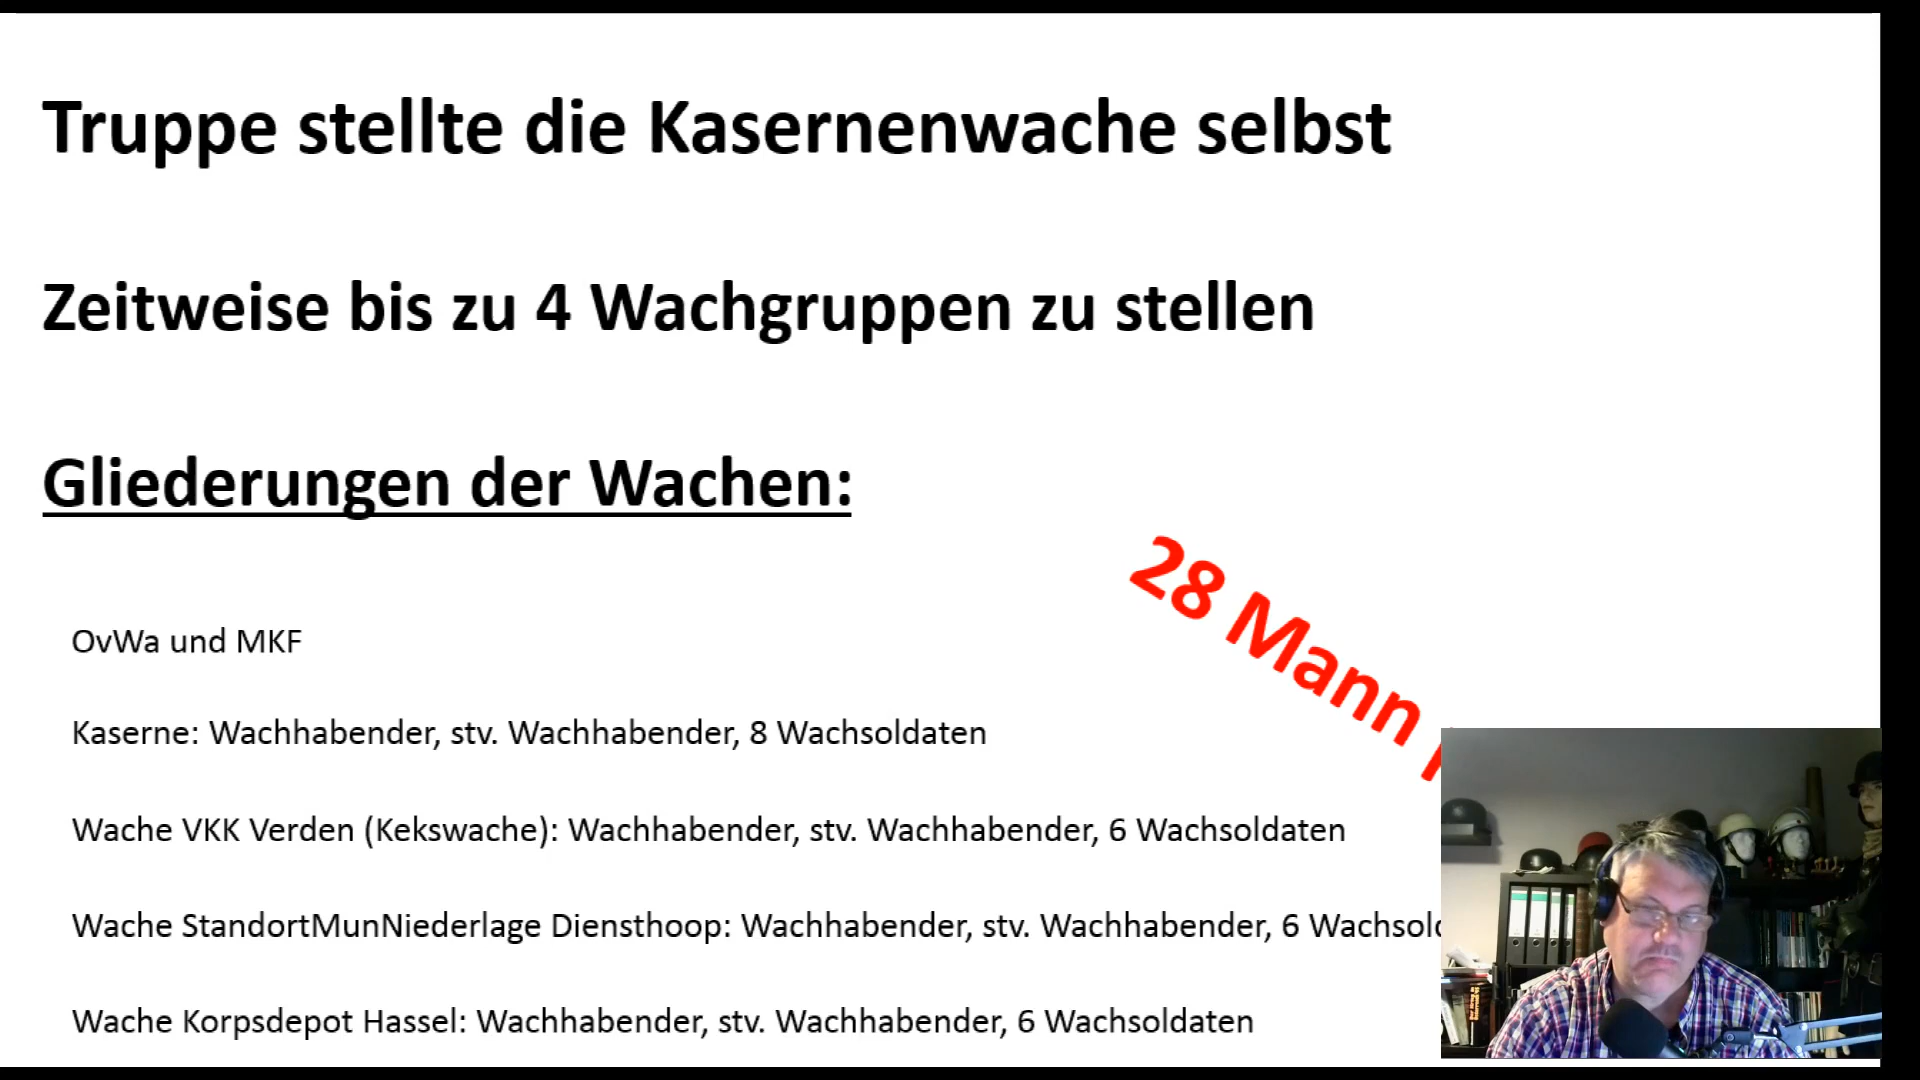 Truppe stellte die Kasernenwache selbst
Zeitweise bis zu 4 Wachgruppen zu stellen
Gliederungen der Wachen:
28 Mann
OvWa und MKF
Kaserne: Wachhabender, stv. Wachhabender, 8 Wachsoldaten
Wache VKK Verden (Kekswache): Wachhabender, stv. Wachhabender, 6 Wachsoldaten
Wache StandortMunNiederlage Diensthoop: Wachhabender, stv. Wachhabender, 6
Wache Korpsdepot Hassel: Wachhabender, stv. Wachhabender, 6 Wachsoldaten